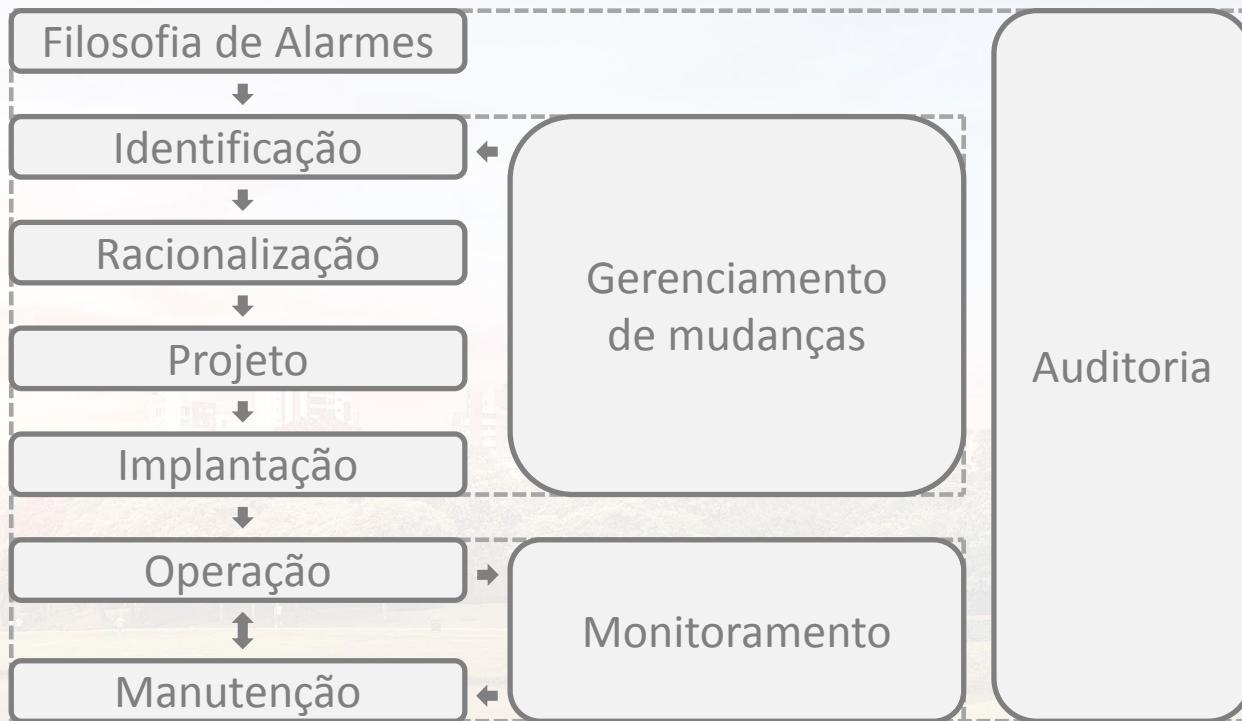 Filosofia de Alarmes
Identificação
Racionalização
Projeto
Implantação
Operação
Manutenção
Gerenciamento
de mudanças
Monitoramento
Auditoria